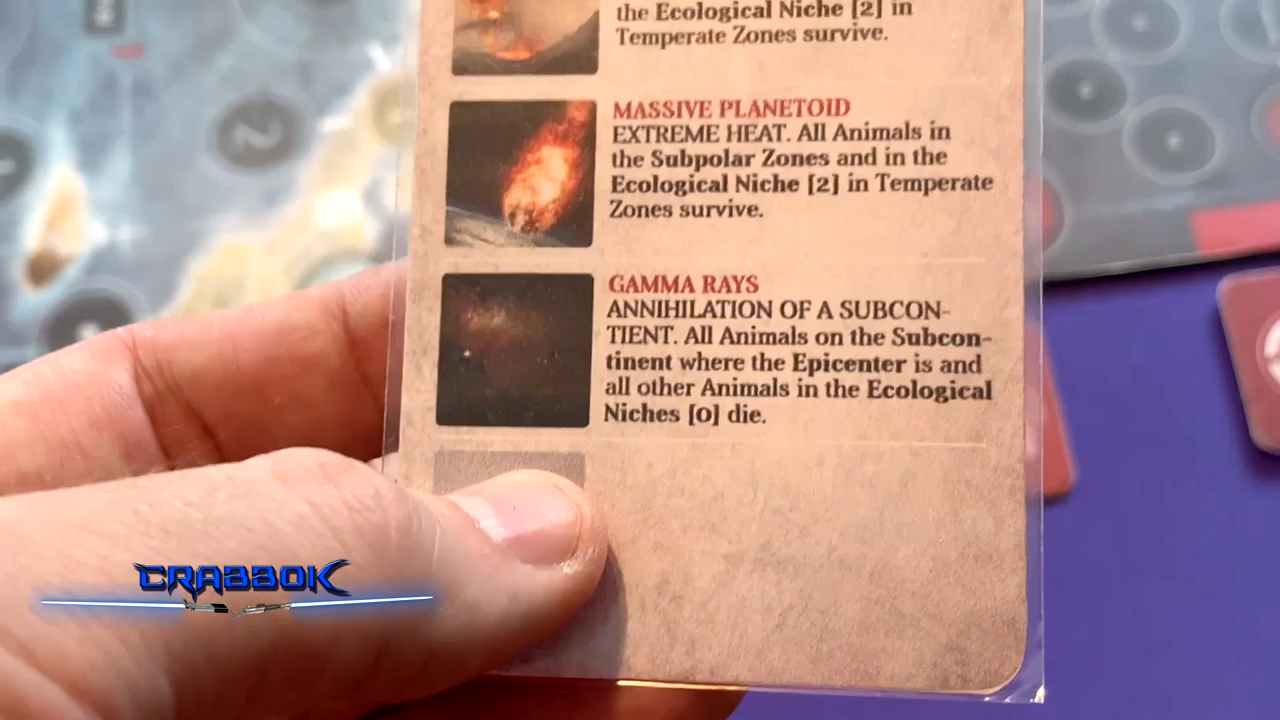 the Ecological Niche [2] in
Temperate Zones survive.
MASSIVE PLANETOID
EXTREME HEAT. All Animals in
the Subpolar Zones and in the
Ecological Niche [2] in Temperate
Zones survive.
GAMMA RAYS
ANNIHILATION OF A SUBCON-
TIENT. All Animals on the Subcon-
tinent where the Epicenter is and
all other Animals in the Ecological
Niches [0] die.
CRABBOK